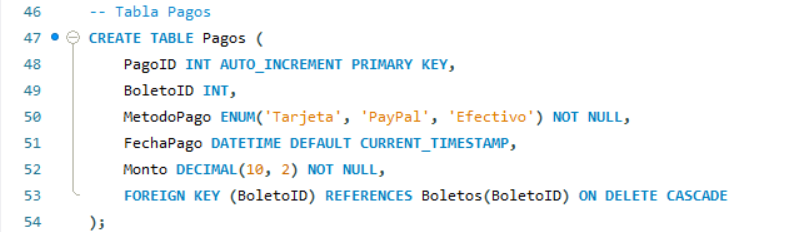 46 -- Tabla Pagos
47 CREATE TABLE Pagos (
48 PagoID INT AUTO_INCREMENT PRIMARY KEY,
49 BoletoID INT,
50 MetodoPago ENUM('Tarjeta', 'PayPal', 'Efectivo') NOT NULL,
51 FechaPago DATETIME DEFAULT CURRENT_TIMESTAMP,
52 Monto DECIMAL(10, 2) NOT NULL,
53 FOREIGN KEY (BoletoID) REFERENCES Boletos(BoletoID) ON DELETE CASCADE
54 );